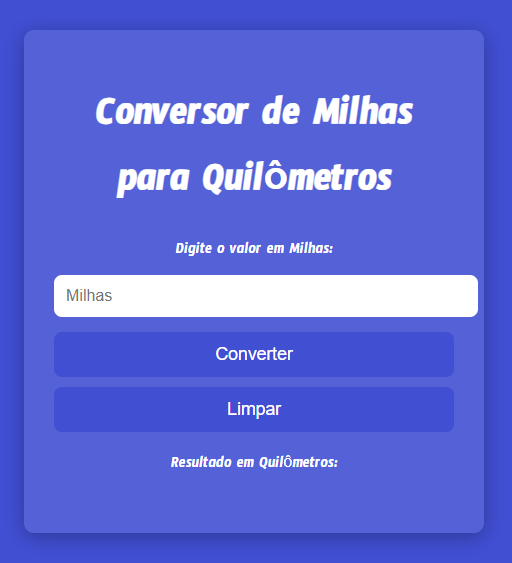 Conversor de Milhas
para Quilômetros
Digite o valor em Milhas:
Milhas
Converter
Limpar
Resultado em Quilômetros: